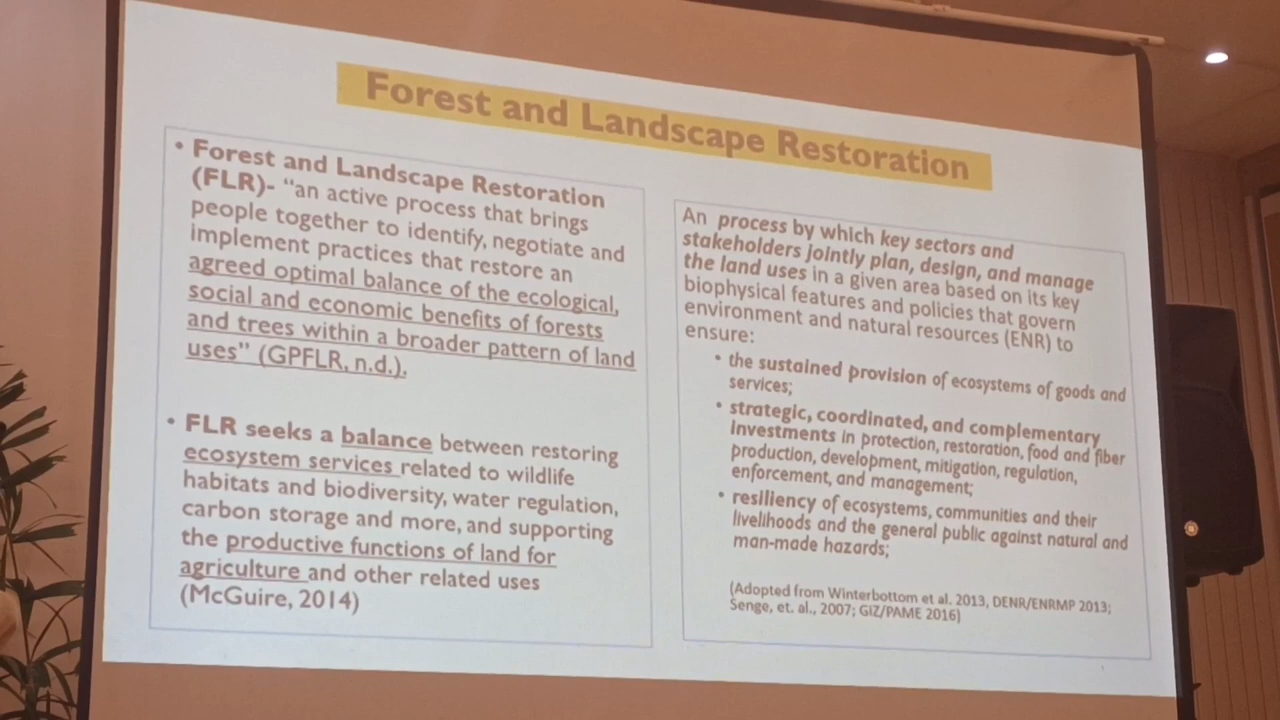 Forest and Landscape Restoration
• Forest and Landscape Restoration
(FLR)- “an active process that brings
people together to identify, negotiate and
implement practices that restore an
agreed optimal balance of the ecological,
social and economic benefits of forests
and trees within a broader pattern of land
uses” (GPFLR, n.d.).
• FLR seeks a balance between restoring
ecosystem services related to wildlife
habitats and biodiversity, water regulation,
carbon storage and more, and supporting
the productive functions of land for
agriculture and other related uses
(McGuire, 2014)
An process by which key sectors and
stakeholders jointly plan, design, and manage
the land uses in a given area based on its key
biophysical features and policies that govern
environment and natural resources (ENR) to
ensure:
• the sustained provision of ecosystems of goods and
services;
• strategic, coordinated, and complementary
investments in protection, restoration, food and fiber
production, development, mitigation, regulation,
enforcement, and management;
• resiliency of ecosystems, communities and their
livelihoods and the general public against natural and
man-made hazards;
(Adopted from Winterbottom et al. 2013, DENR/ENRMP 2013;
Senge, et. al., 2007; GIZ/PAME 2016)